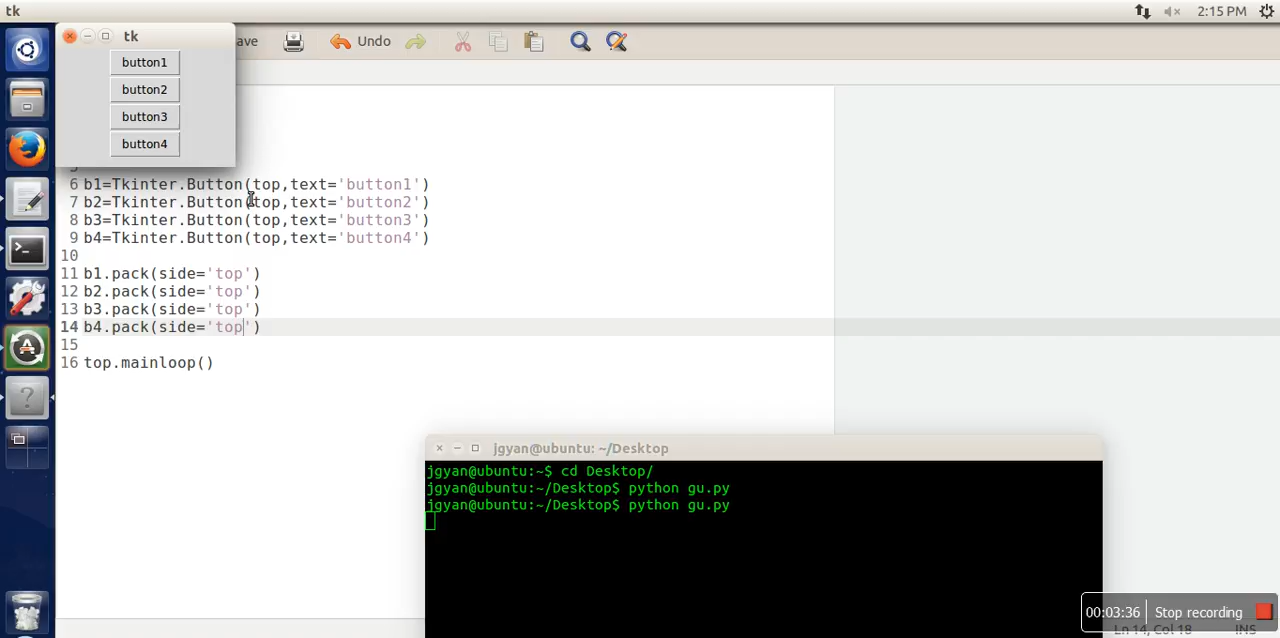 tk
2:15 PM
tk
ave
Undo
button1
button2
button3
button4
6 b1=Tkinter.Button(top,text='button1')
7 b2=Tkinter.Button(top,text='button2')
8 b3=Tkinter.Button(top,text='button3')
9 b4=Tkinter.Button(top,text='button4')
10
11 b1.pack(side='top')
12 b2.pack(side='top')
13 b3.pack(side='top')
14 b4.pack(side='top')
15
16 top.mainloop()
jgyan@ubuntu: ~/Desktop
jgyan@ubuntu:~$ cd Desktop/
jgyan@ubuntu:~/Desktop$ python gu.py
jgyan@ubuntu:~/Desktop$ python gu.py
00:03:36 Stop recording
Ln 14, Col 18 INS